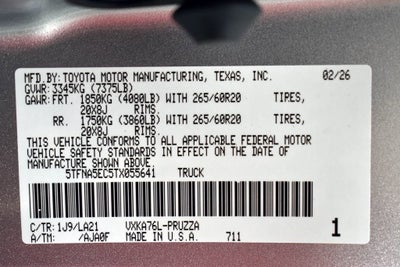 MFD.BY:TOYOTA MOTOR MANUFACTURING, TEXAS, INC. 02/26
GVWR: 3345KG (7375LB)
GAWR: FRT. 1850KG (4080LB) WITH 265/60R20 TIRES,
20X8J RIMS.
RR. 1750KG (3860LB) WITH 265/60R20 TIRES,
20X8J RIMS.
THIS VEHICLE CONFORMS TO ALL APPLICABLE FEDERAL MOTOR
VEHICLE SAFETY STANDARDS IN EFFECT ON THE DATE OF
MANUFACTURE SHOWN ABOVE.
5TFNA5EC5TX055641 TRUCK
C/TR: 1J9/LA21 VXKA76L-PRUZZA 1
A/TM: /AJA0F MADE IN U.S.A. 711